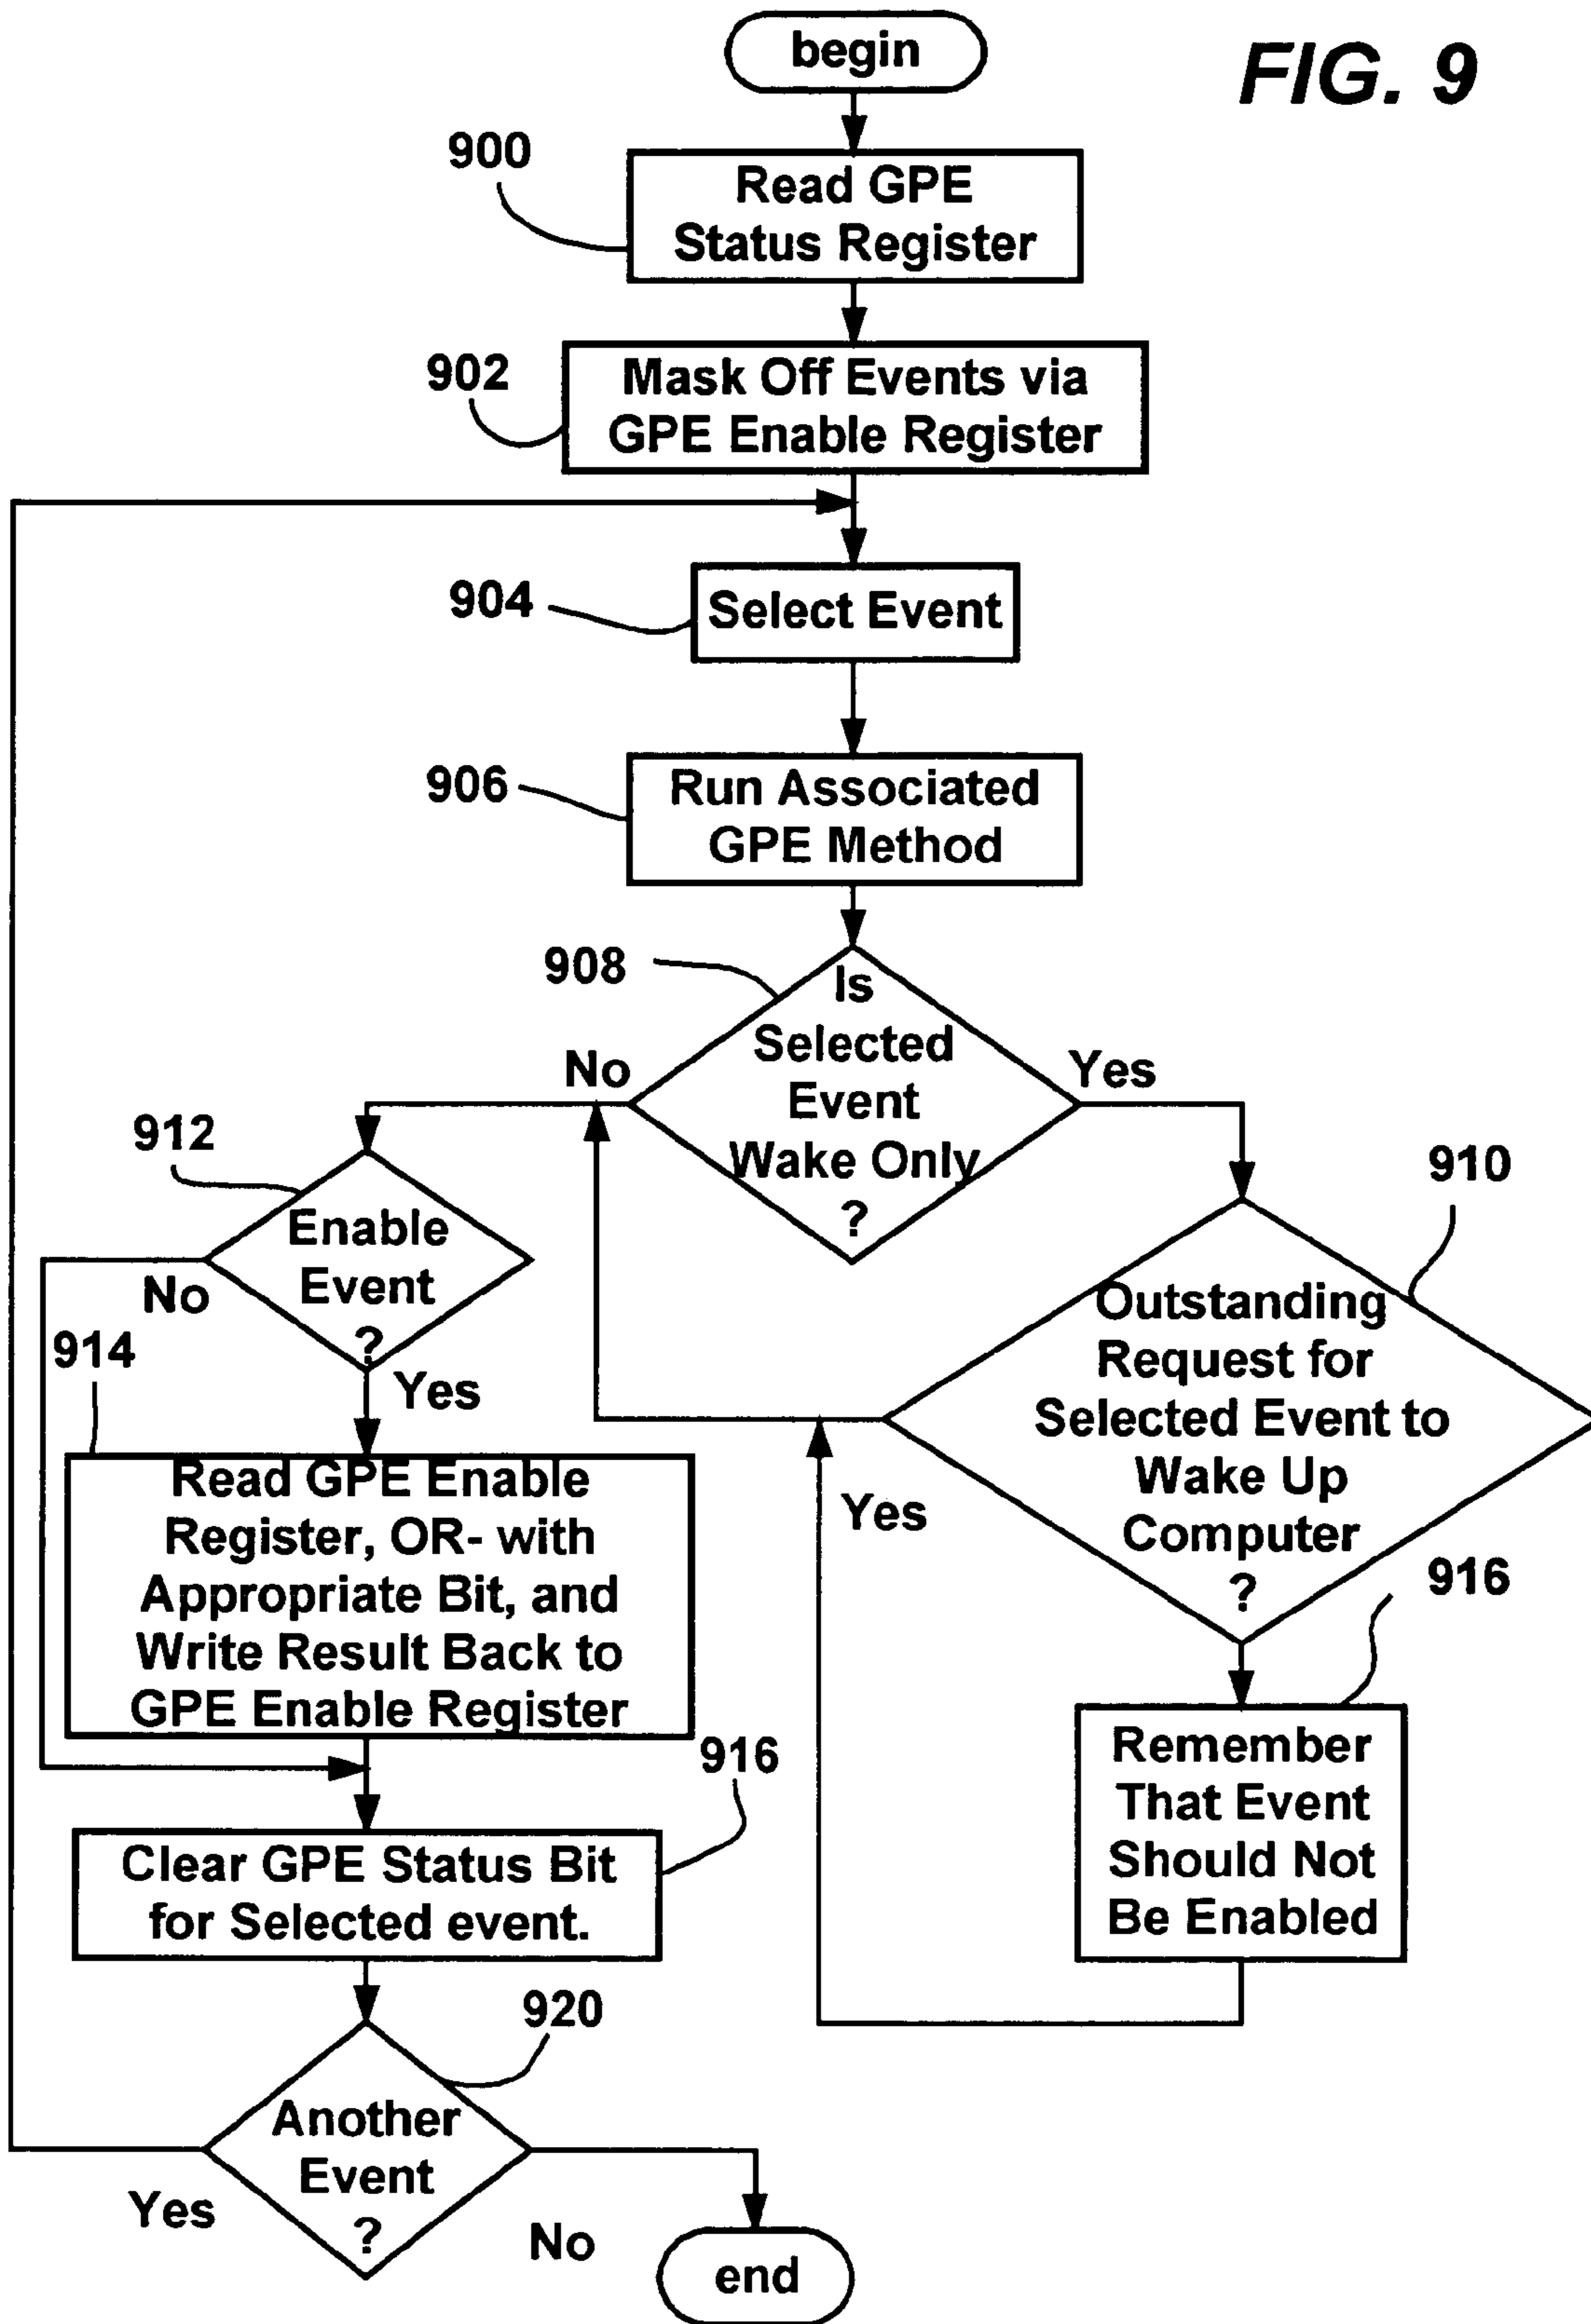 begin
FIG. 9
900
Read GPE
Status Register
902
Mask Off Events via
GPE Enable Register
904
Select Event
906
Run Associated
GPE Method
908
Is
Selected
Event
Wake Only
?
No
Yes
912
Enable
Event
?
No
Yes
910
Outstanding
Request for
Selected Event to
Wake Up
Computer
?
Yes
914
Read GPE Enable
Register, OR- with
Appropriate Bit, and
Write Result Back to
GPE Enable Register
916
Remember
That Event
Should Not
Be Enabled
916
Clear GPE Status Bit
for Selected event.
920
Another
Event
?
Yes
No
end